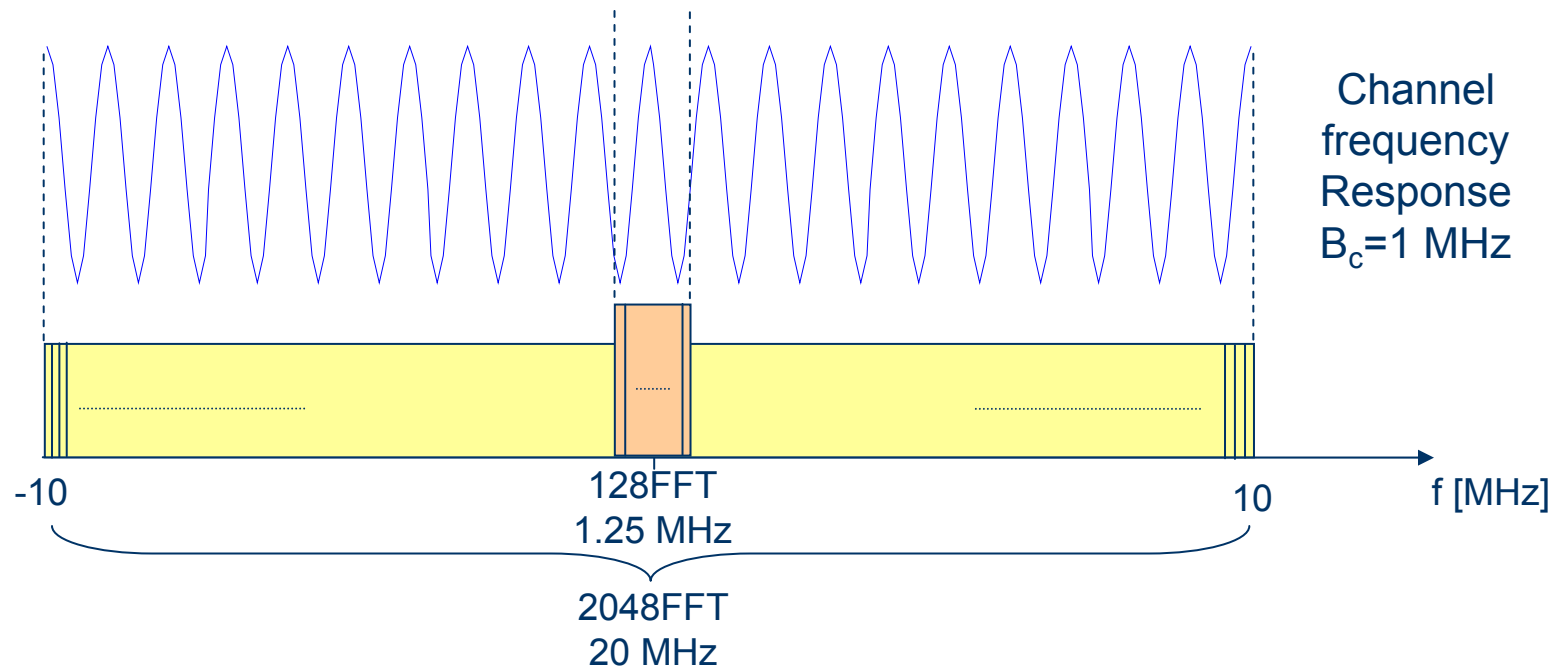 Channel
frequency
Response
Bc=1 MHz
-10
128FFT
1.25 MHz
10
f [MHz]
2048FFT
20 MHz